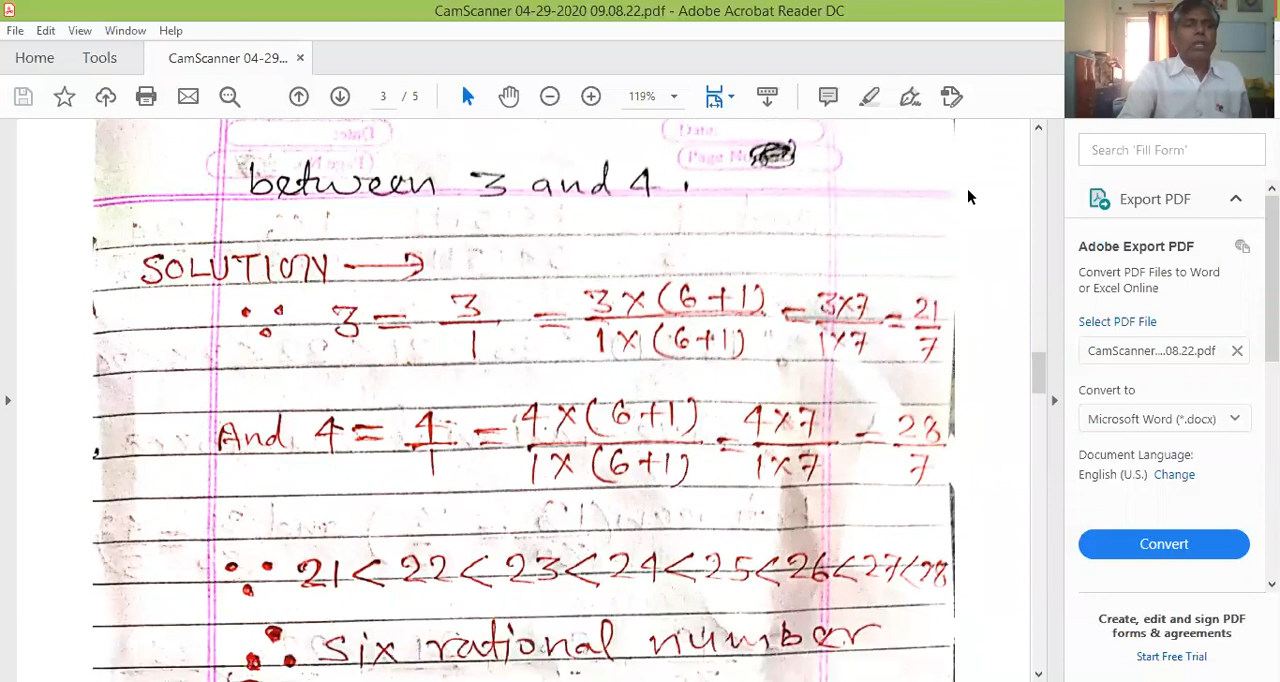 CamScanner 04-29-2020 09.08.22.pdf - Adobe Acrobat Reader DC
File Edit View Window Help
Home Tools CamScanner 04-29... ×
3 / 5 119%
Date:
Page No
between 3 and 4 .
SOLUTION →
∵ 3 = 3/1 = 3×(6+1)/1×(6+1) = 3×7/1×7 = 21/7
And 4 = 4/1 = 4×(6+1)/1×(6+1) = 4×7/1×7 = 28/7
∵ 21<22<23<24<25<26<27<28
∴ six rational number
Search 'Fill Form'
Export PDF
Adobe Export PDF
Convert PDF Files to Word
or Excel Online
Select PDF File
CamScanner....08.22.pdf ×
Convert to
Microsoft Word (*.docx)
Document Language:
English (U.S.) Change
Convert
Create, edit and sign PDF
forms & agreements
Start Free Trial